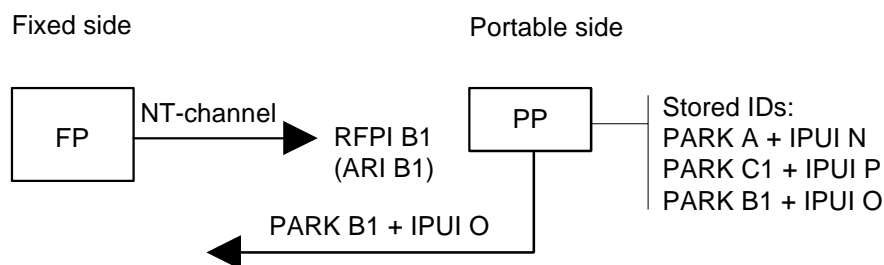 Fixed side
Portable side
FP
NT-channel
RFPI B1
(ARI B1)
PP
Stored IDs:
PARK A + IPUI N
PARK C1 + IPUI P
PARK B1 + IPUI O
PARK B1 + IPUI O